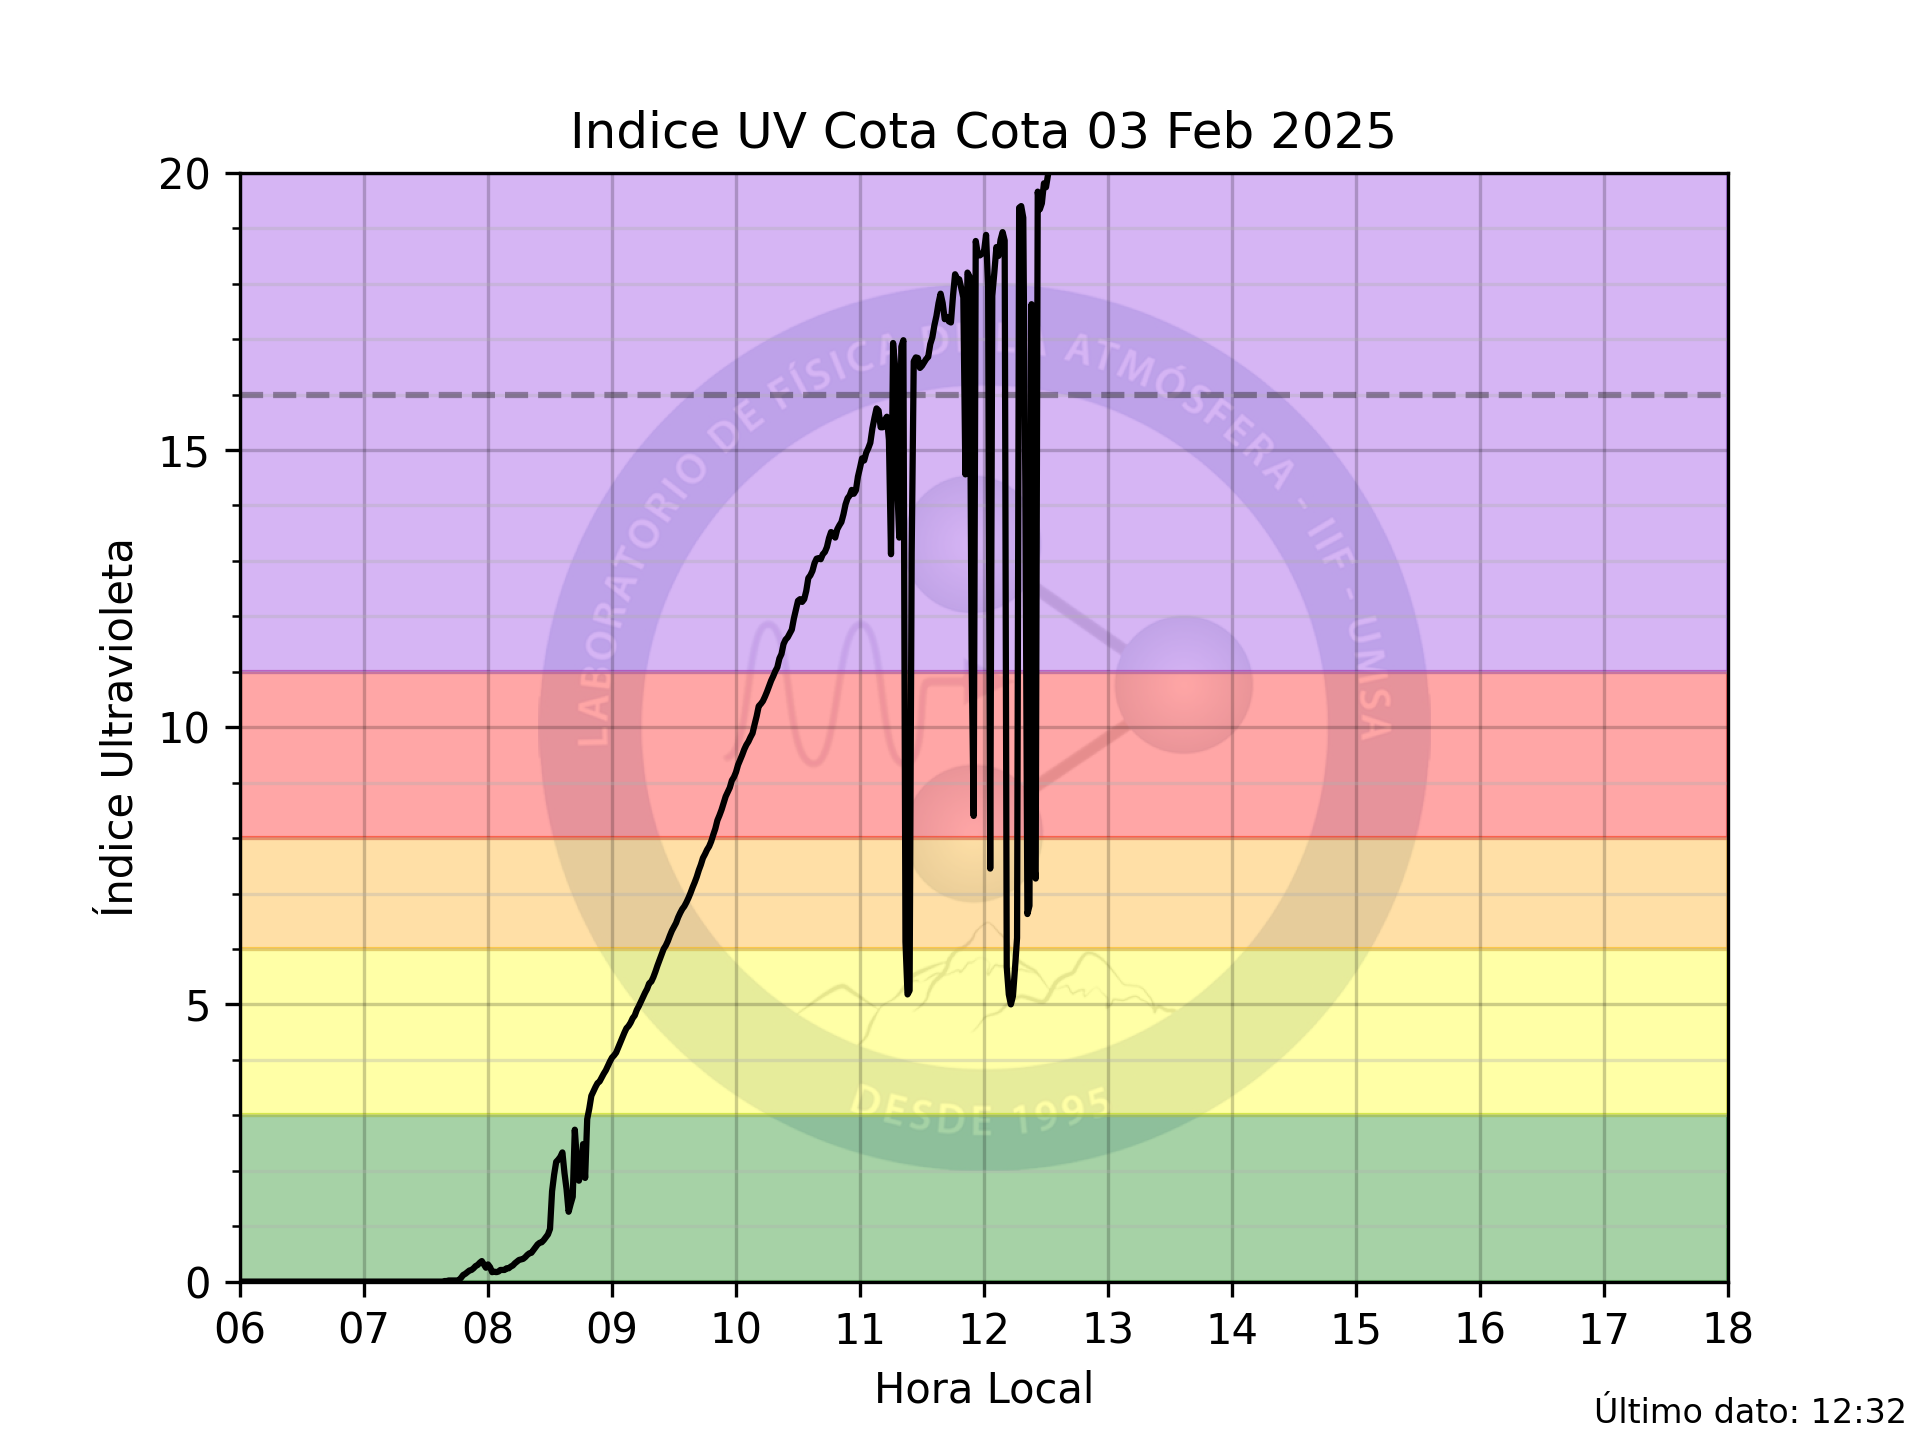 Indice UV Cota Cota 03 Feb 2025
20
15
10
5
0
Índice Ultravioleta
LABORATORIO DE FÍSICA DE LA ATMÓSFERA - IIF - UMSA
DESDE 1995
06 07 08 09 10 11 12 13 14 15 16 17 18
Hora Local
Último dato: 12:32